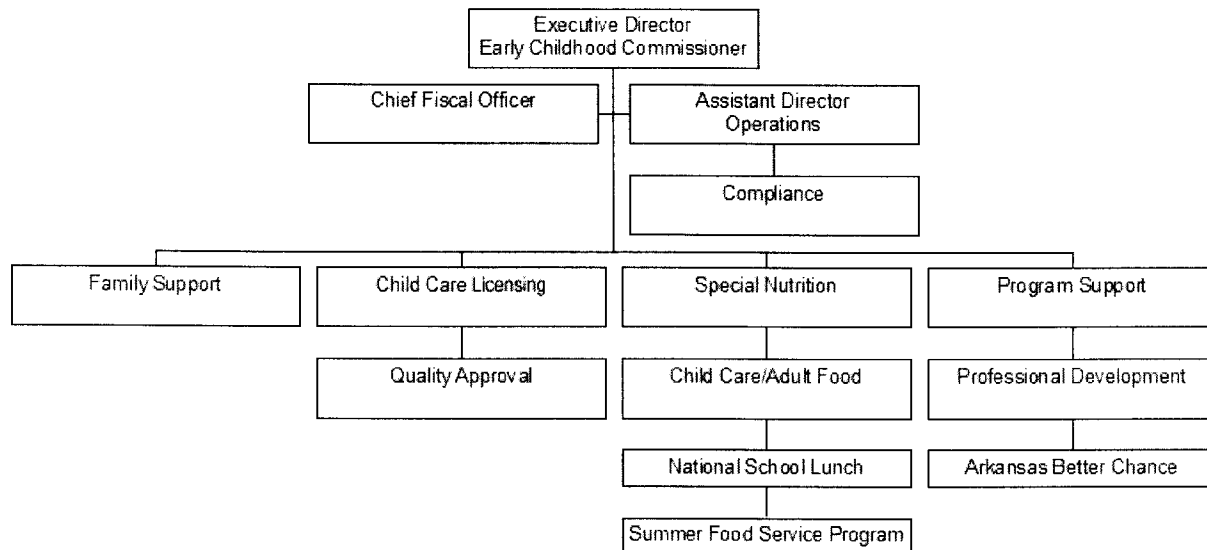 Executive Director
Early Childhood Commissioner
Chief Fiscal Officer
Assistant Director
Operations
Compliance
Family Support
Child Care Licensing
Special Nutrition
Program Support
Quality Approval
Child Care/Adult Food
Professional Development
National School Lunch
Arkansas Better Chance
Summer Food Service Program